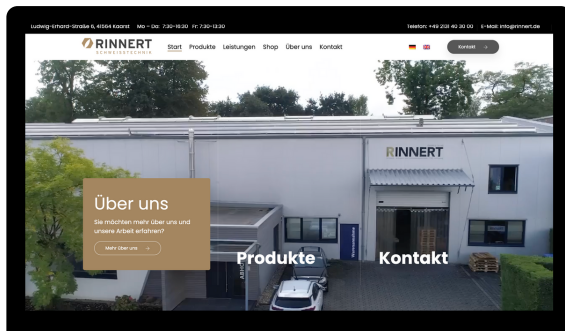 Ludwig-Erhard-Straße 6, 41564 Kaarst Mo – Do: 7:30-16:30 Fr: 7:30-13:30
Telefon: +49 2131 40 30 00 E-Mail: info@rinnert.de
RINNERT
SCHWEISSTECHNIK
Start Produkte Leistungen Shop Über uns Kontakt
Kontakt
RINNERT
Über uns
Sie möchten mehr über uns und
unsere Arbeit erfahren?
Mehr über uns
Produkte
Kontakt